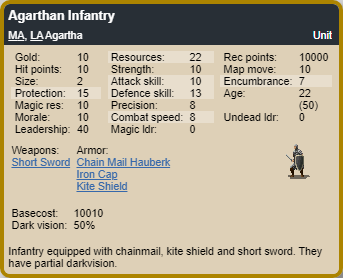 Agarthan Infantry
MA, LA Agartha Unit
Gold: 10 Resources: 22 Rec points: 10000
Hit points: 10 Strength: 10 Map move: 10
Size: 2 Attack skill: 10 Encumbrance: 7
Protection: 15 Defence skill: 13 Age: 22
Magic res: 10 Precision: 8 (50)
Morale: 10 Combat speed: 8 Undead ldr: 0
Leadership: 40 Magic ldr: 0
Weapons: Armor:
Short Sword Chain Mail Hauberk
Iron Cap
Kite Shield
Basecost: 10010
Dark vision: 50%
Infantry equipped with chainmail, kite shield and short sword. They
have partial darkvision.